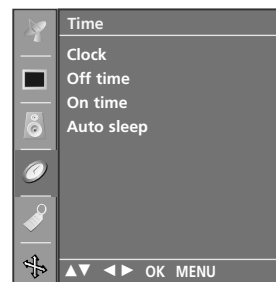 Time
Clock
Off time
On time
Auto sleep
▲▼ ◄► OK MENU